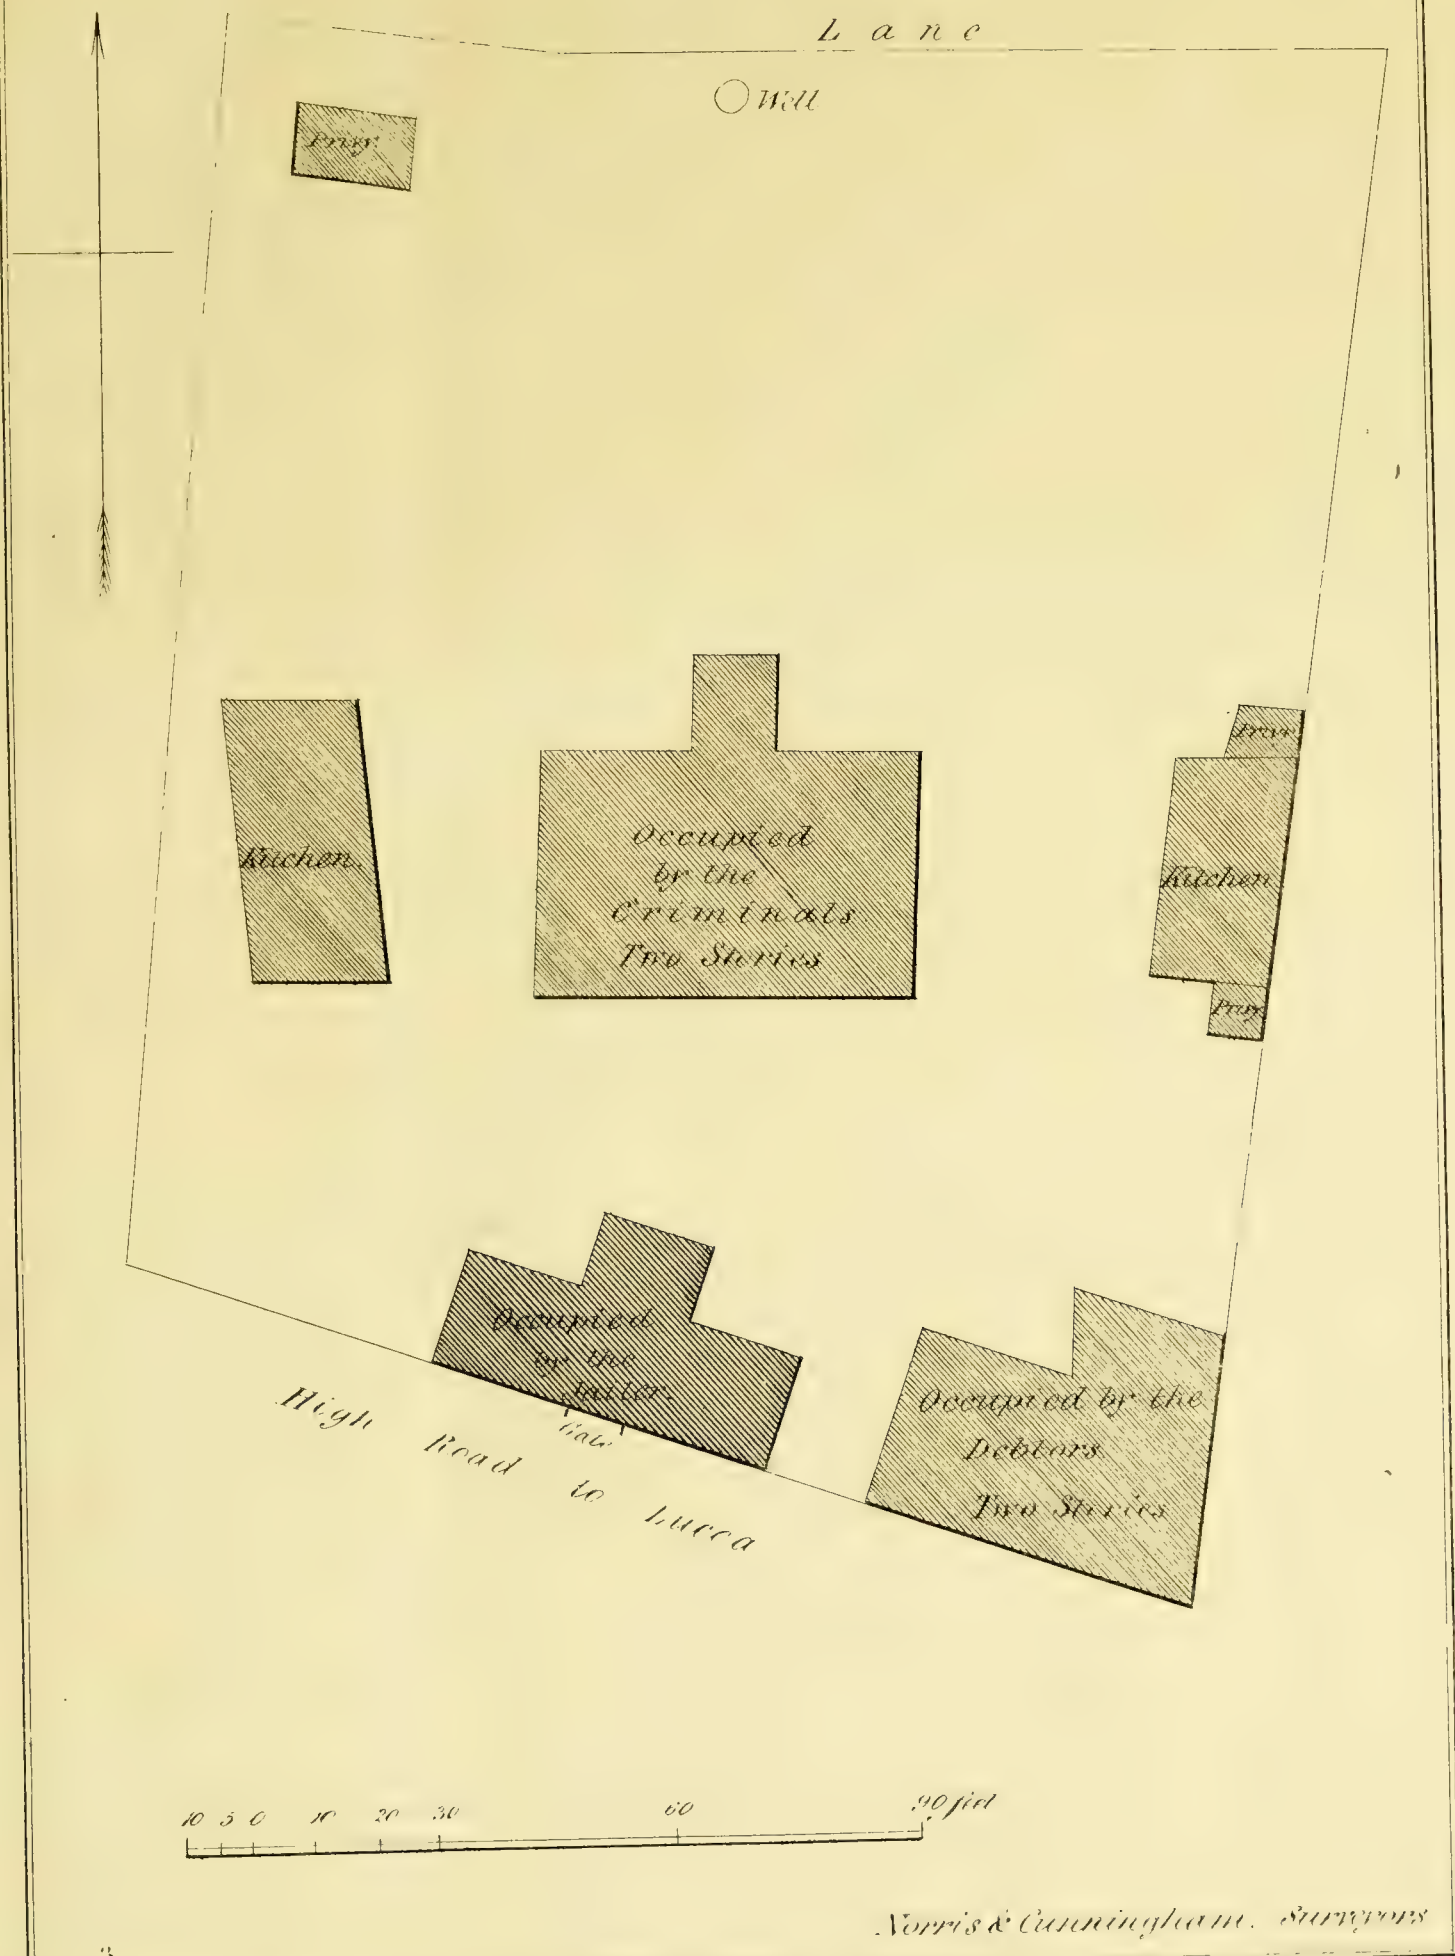 Lane
Well
Privy
Privy
Kitchen.
Occupied
by the
Criminals
Two Stories
Kitchen
Privy
Occupied
by the
Jailer.
Gate
Occupied by the
Debtors
Two Stories
High Road to Lucca
10 5 0 10 20 30 60 90 feet
Norris & Cunningham. Surveyors